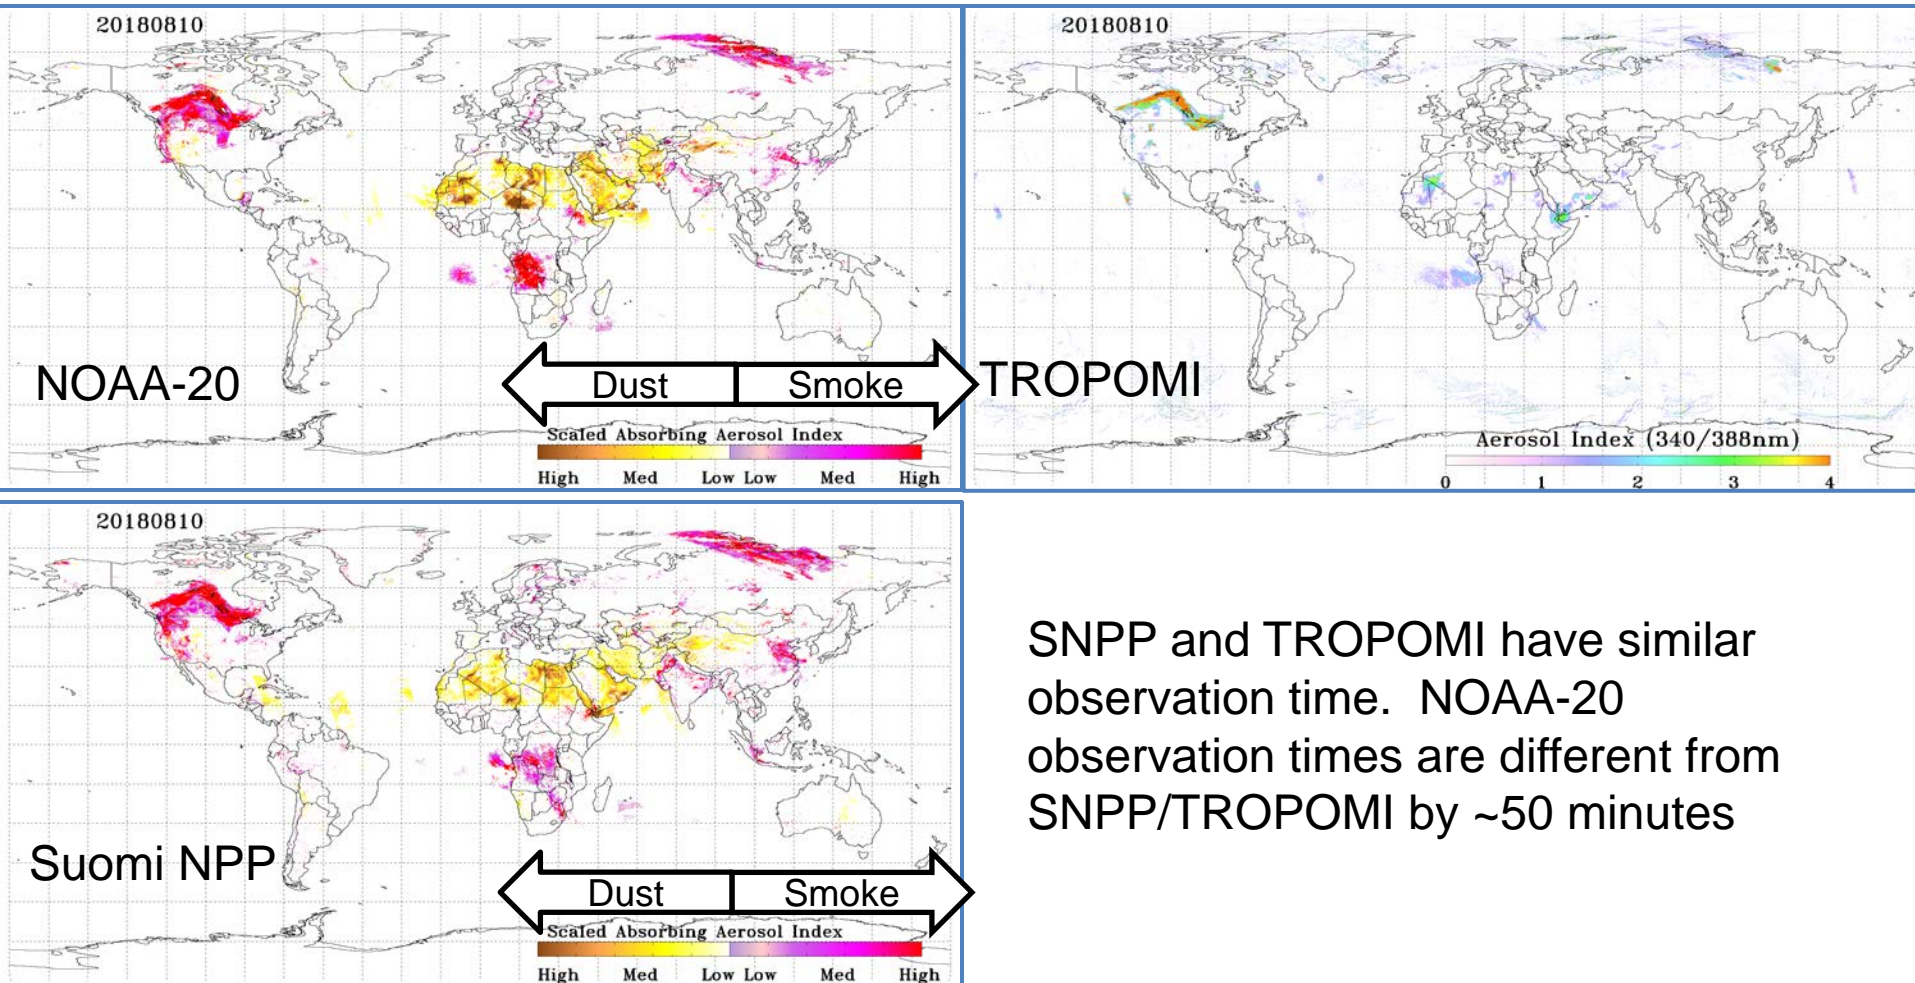 20180810
NOAA-20
Dust Smoke
Scaled Absorbing Aerosol Index
High Med Low Low Med High
20180810
TROPOMI
Aerosol Index (340/388nm)
0 1 2 3 4
20180810
Suomi NPP
Dust Smoke
Scaled Absorbing Aerosol Index
High Med Low Low Med High
SNPP and TROPOMI have similar
observation time. NOAA-20
observation times are different from
SNPP/TROPOMI by ~50 minutes